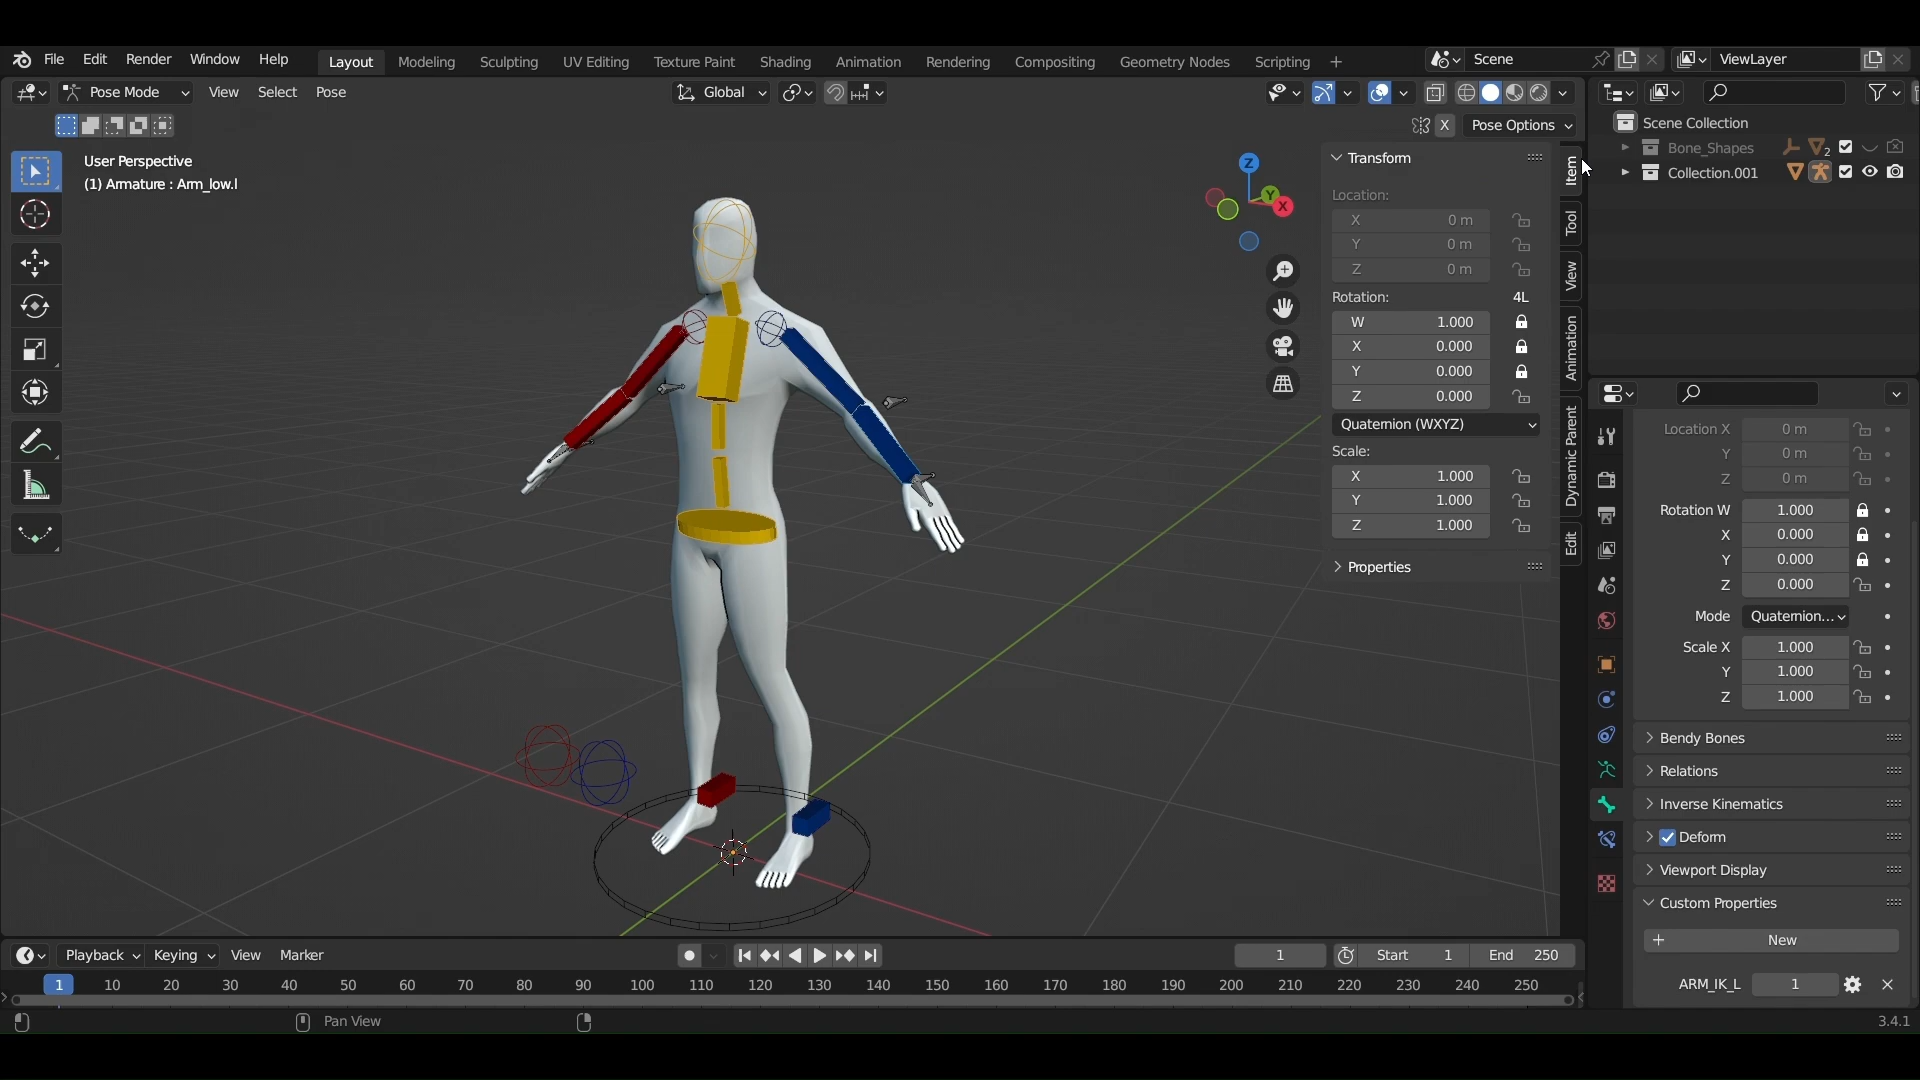 File Edit Render Window Help Layout Modeling Sculpting UV Editing Texture Paint Shading Animation Rendering Compositing Geometry Nodes Scripting + Scene ViewLayer
Pose Mode View Select Pose Global
X Pose Options
User Perspective
(1) Armature : Arm_low.l
Z
Y
X
Transform
Location:
X 0 m
Y 0 m
Z 0 m
Rotation: 4L
W 1.000
X 0.000
Y 0.000
Z 0.000
Quaternion (WXYZ)
Scale:
X 1.000
Y 1.000
Z 1.000
Properties
Item
Tool
View
Animation
Dynamic Parent
Edit
Scene Collection
Bone_Shapes 2
Collection.001
Location X 0 m
Y 0 m
Z 0 m
Rotation W 1.000
X 0.000
Y 0.000
Z 0.000
Mode Quaternion...
Scale X 1.000
Y 1.000
Z 1.000
Bendy Bones
Relations
Inverse Kinematics
Deform
Viewport Display
Custom Properties
+ New
ARM_IK_L 1
Playback Keying View Marker 1 Start 1 End 250
1 10 20 30 40 50 60 70 80 90 100 110 120 130 140 150 160 170 180 190 200 210 220 230 240 250
Pan View 3.4.1